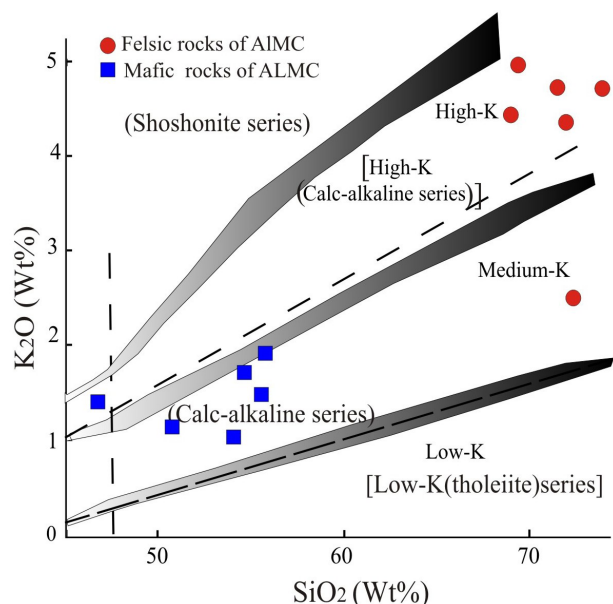 Felsic rocks of AlMC
Mafic rocks of ALMC
(Shoshonite series)
High-K
[High-K
(Calc-alkaline series)]
Medium-K
(Calc-alkaline series)
Low-K
[Low-K(tholeiite)series]
K2O (Wt%)
5
4
3
2
1
0
50
60
70
SiO2 (Wt%)